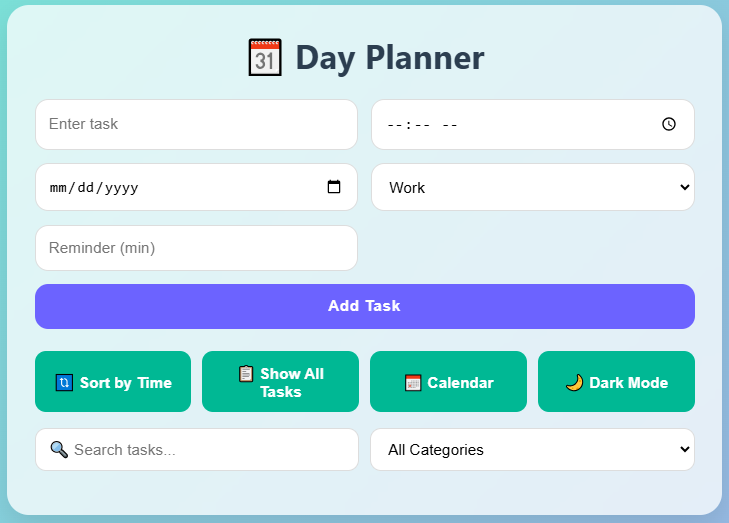 31 Day Planner
Enter task
--:-- --
mm/dd/yyyy
Work
Reminder (min)
Add Task
Sort by Time
Show All
Tasks
Calendar
Dark Mode
Search tasks...
All Categories